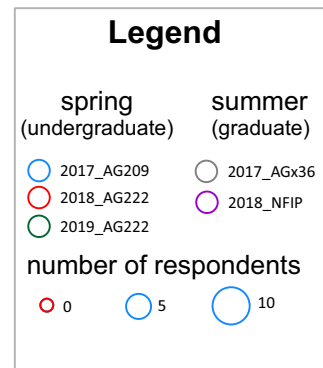 Legend
spring summer
(undergraduate) (graduate)
2017_AG209 2017_AGx36
2018_AG222 2018_NFIP
2019_AG222
number of respondents
0 5 10